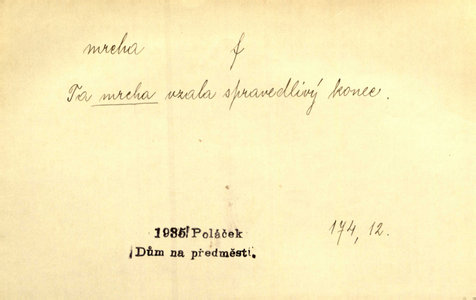 mrcha f
Ta mrcha vzala spravedlivý konec.
174, 12.
1935 Poláček
Dům na předměstí.